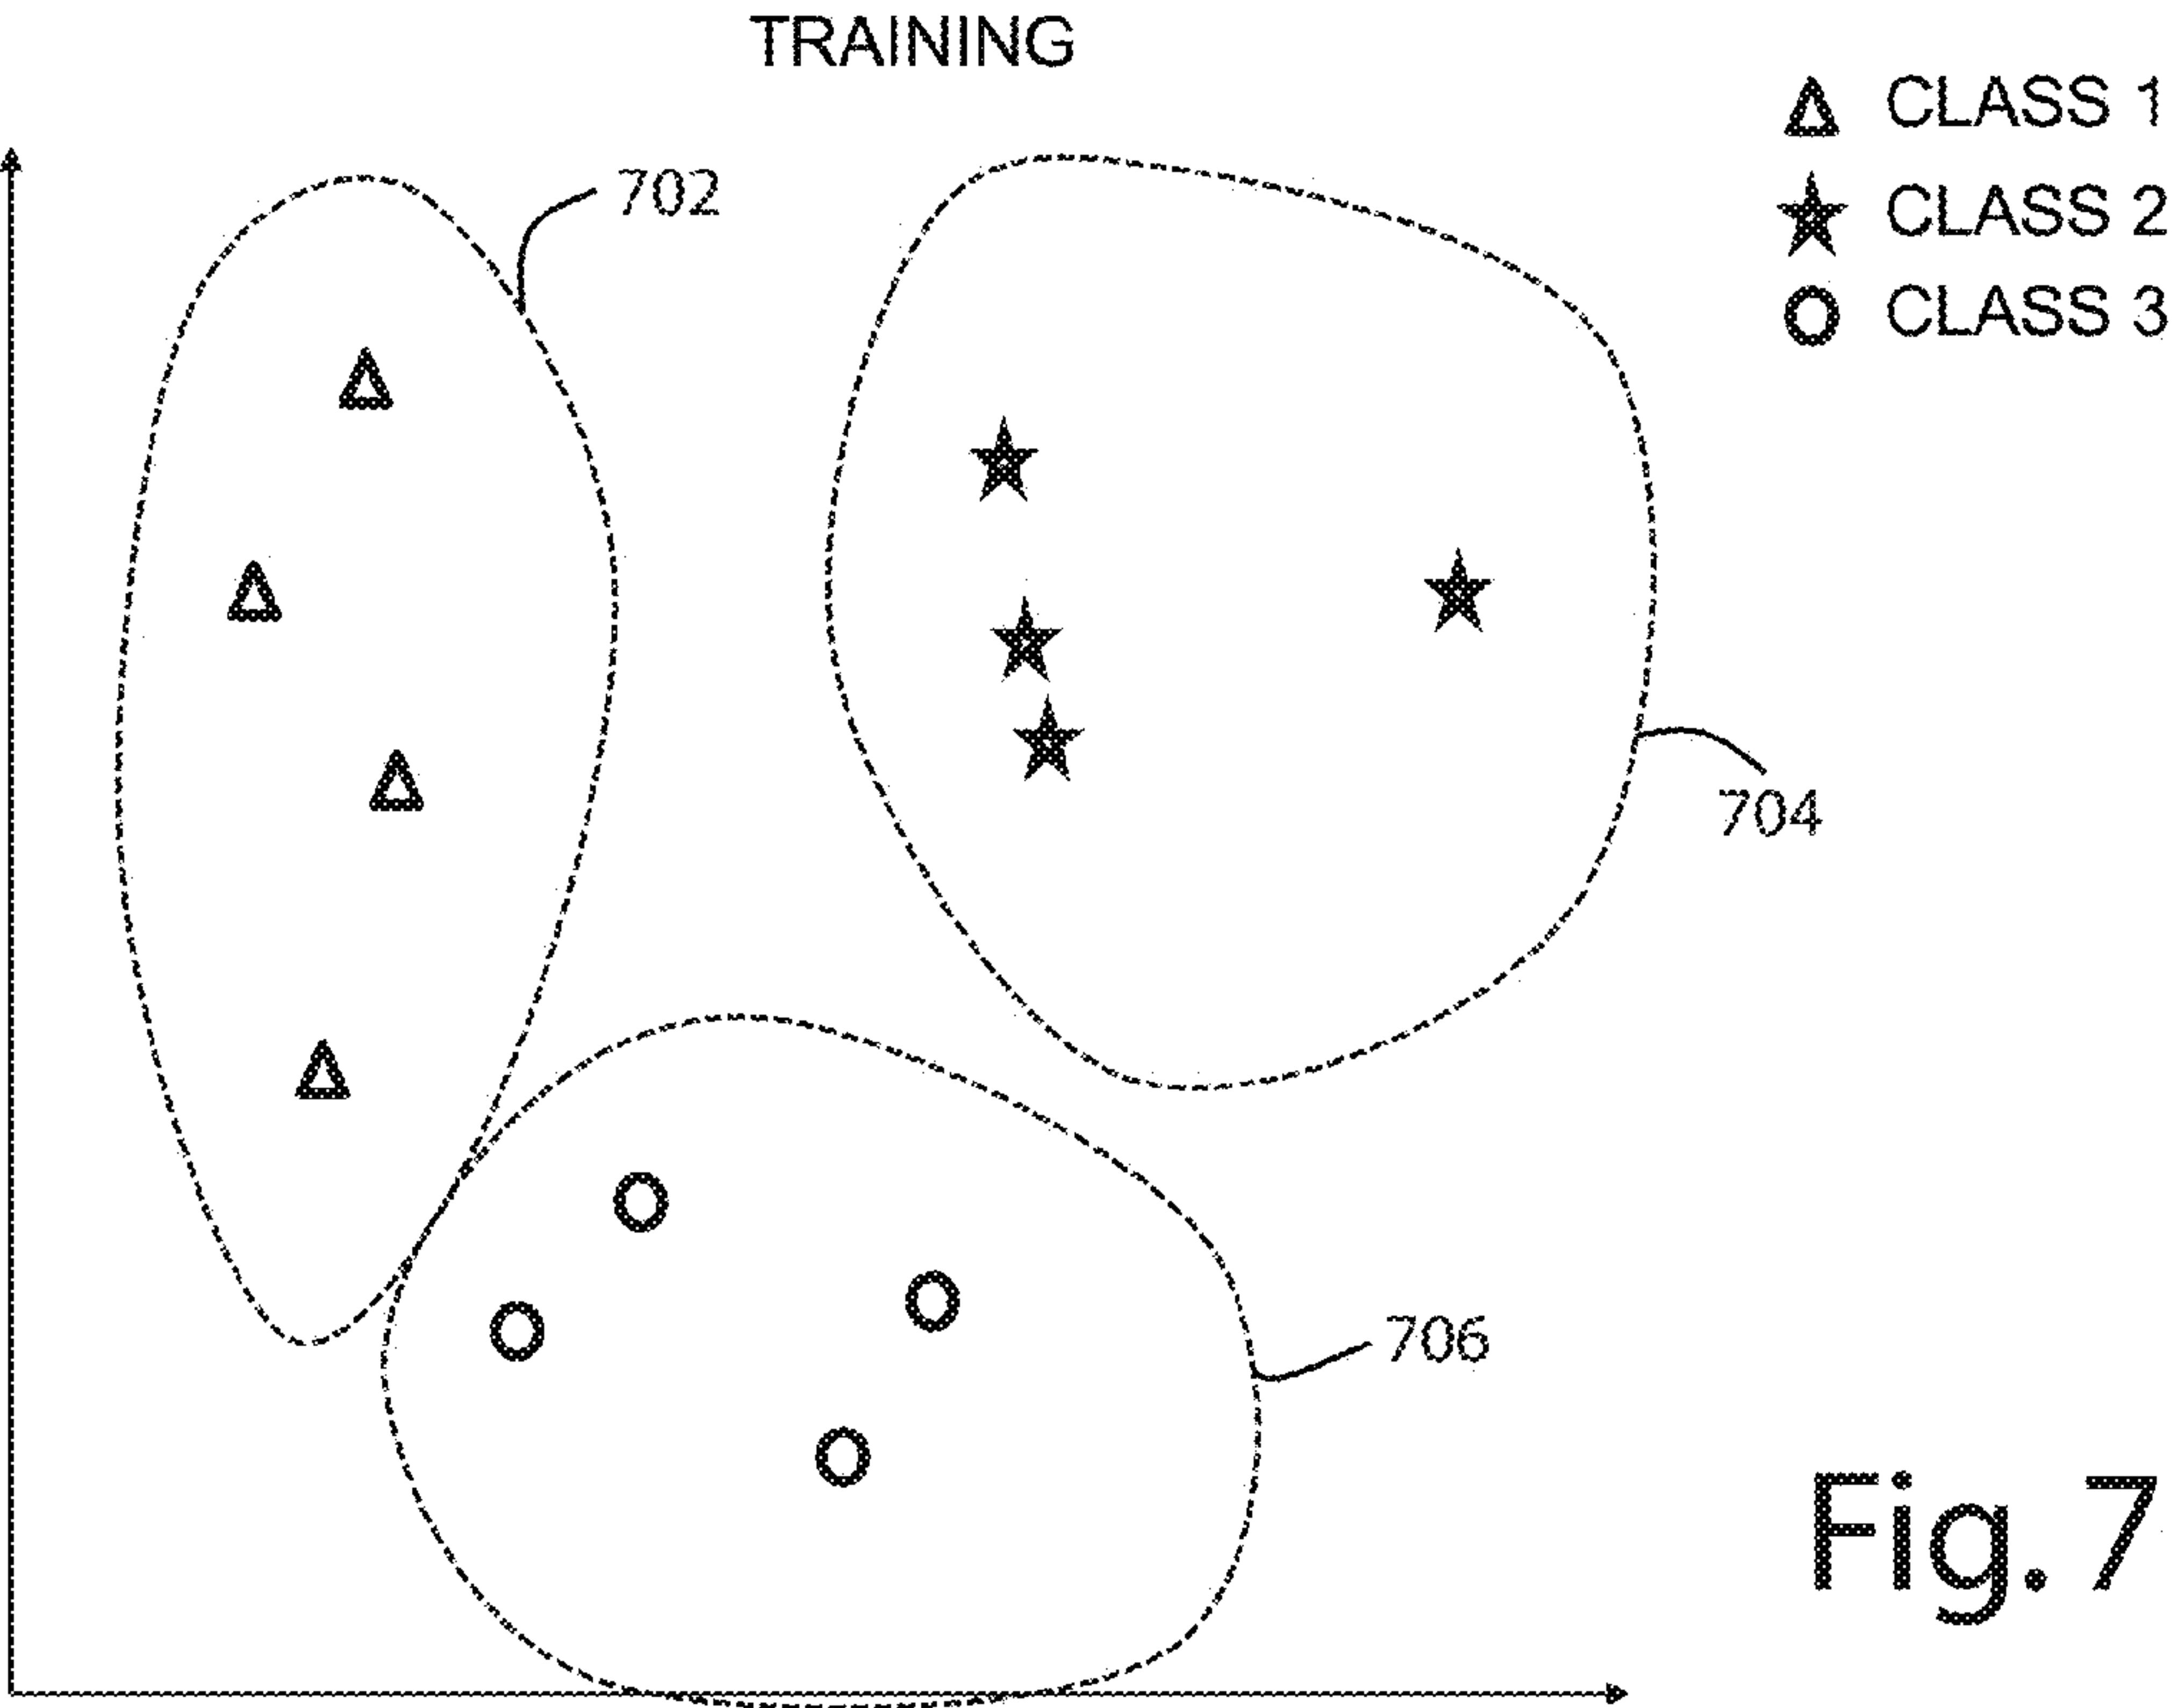 TRAINING
CLASS 1
CLASS 2
CLASS 3
702
704
706
Fig.7